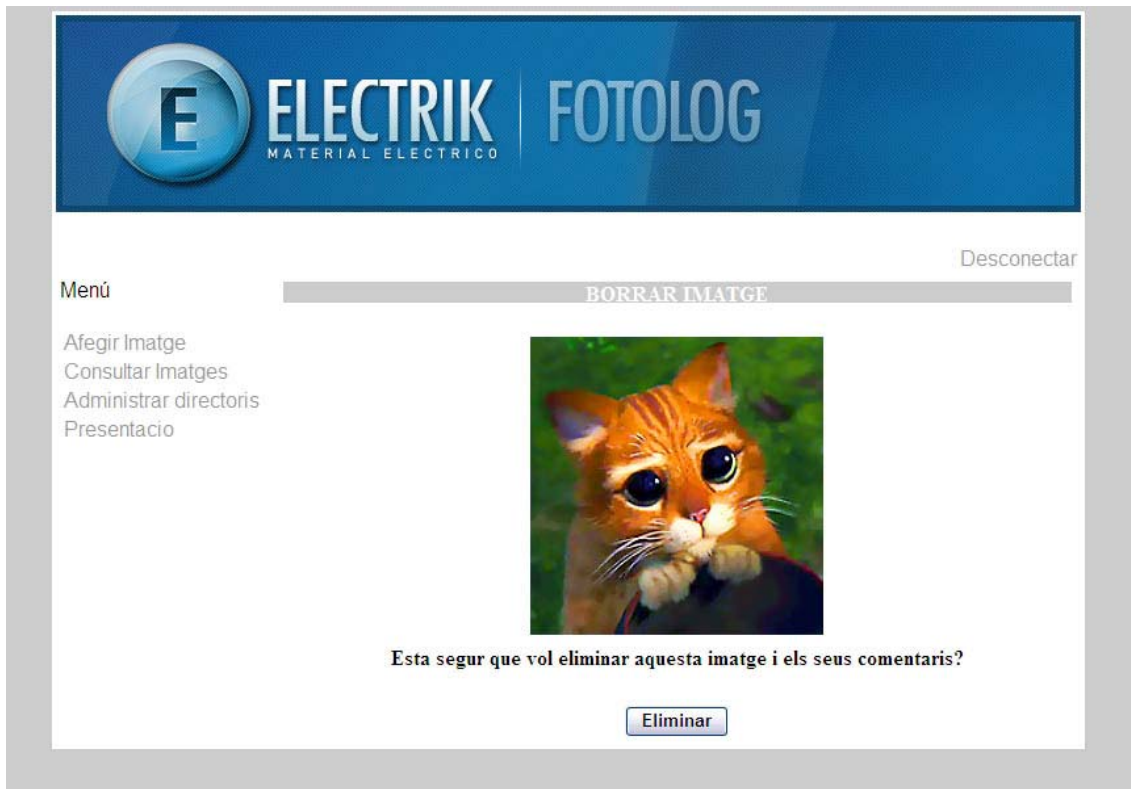 E
ELECTRIK
MATERIAL ELECTRICO
FOTOLOG
Desconectar
Menú
BORRAR IMATGE
Afegir Imatge
Consultar Imatges
Administrar directoris
Presentacio
Esta segur que vol eliminar aquesta imatge i els seus comentaris?
Eliminar